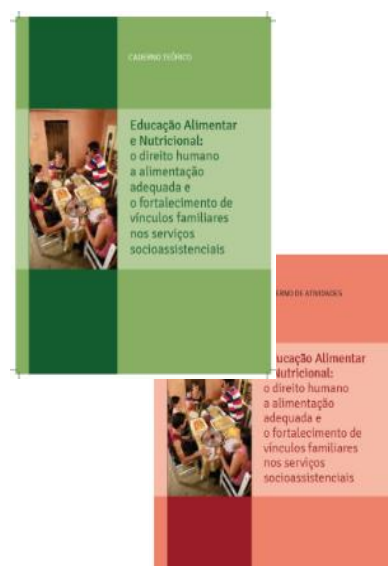 CADERNO TEÓRICO
Educação Alimentar
e Nutricional:
o direito humano
a alimentação
adequada e
o fortalecimento de
vínculos familiares
nos serviços
socioassistenciais
ERNO DE ATIVIDADES
ucação Alimentar
Nutricional:
o direito humano
a alimentação
adequada e
o fortalecimento de
vínculos familiares
nos serviços
socioassistenciais